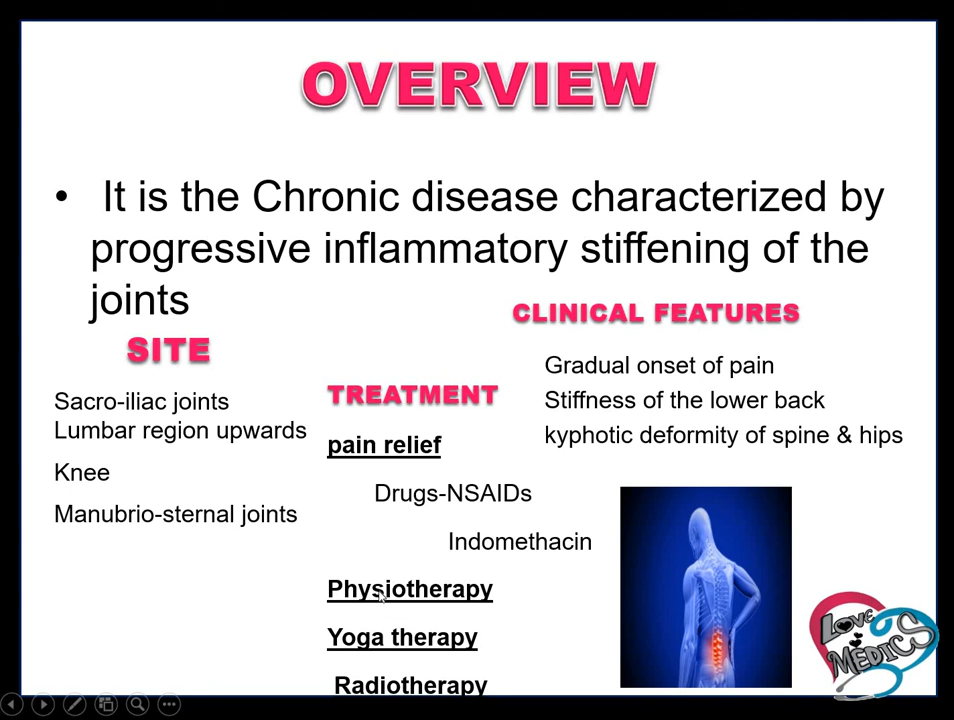 OVERVIEW
• It is the Chronic disease characterized by
progressive inflammatory stiffening of the
joints
SITE
Sacro-iliac joints
Lumbar region upwards
Knee
Manubrio-sternal joints
TREATMENT
pain relief
Drugs-NSAIDs
Indomethacin
Physiotherapy
Yoga therapy
Radiotherapy
CLINICAL FEATURES
Gradual onset of pain
Stiffness of the lower back
kyphotic deformity of spine & hips
LOVE
MEDICS